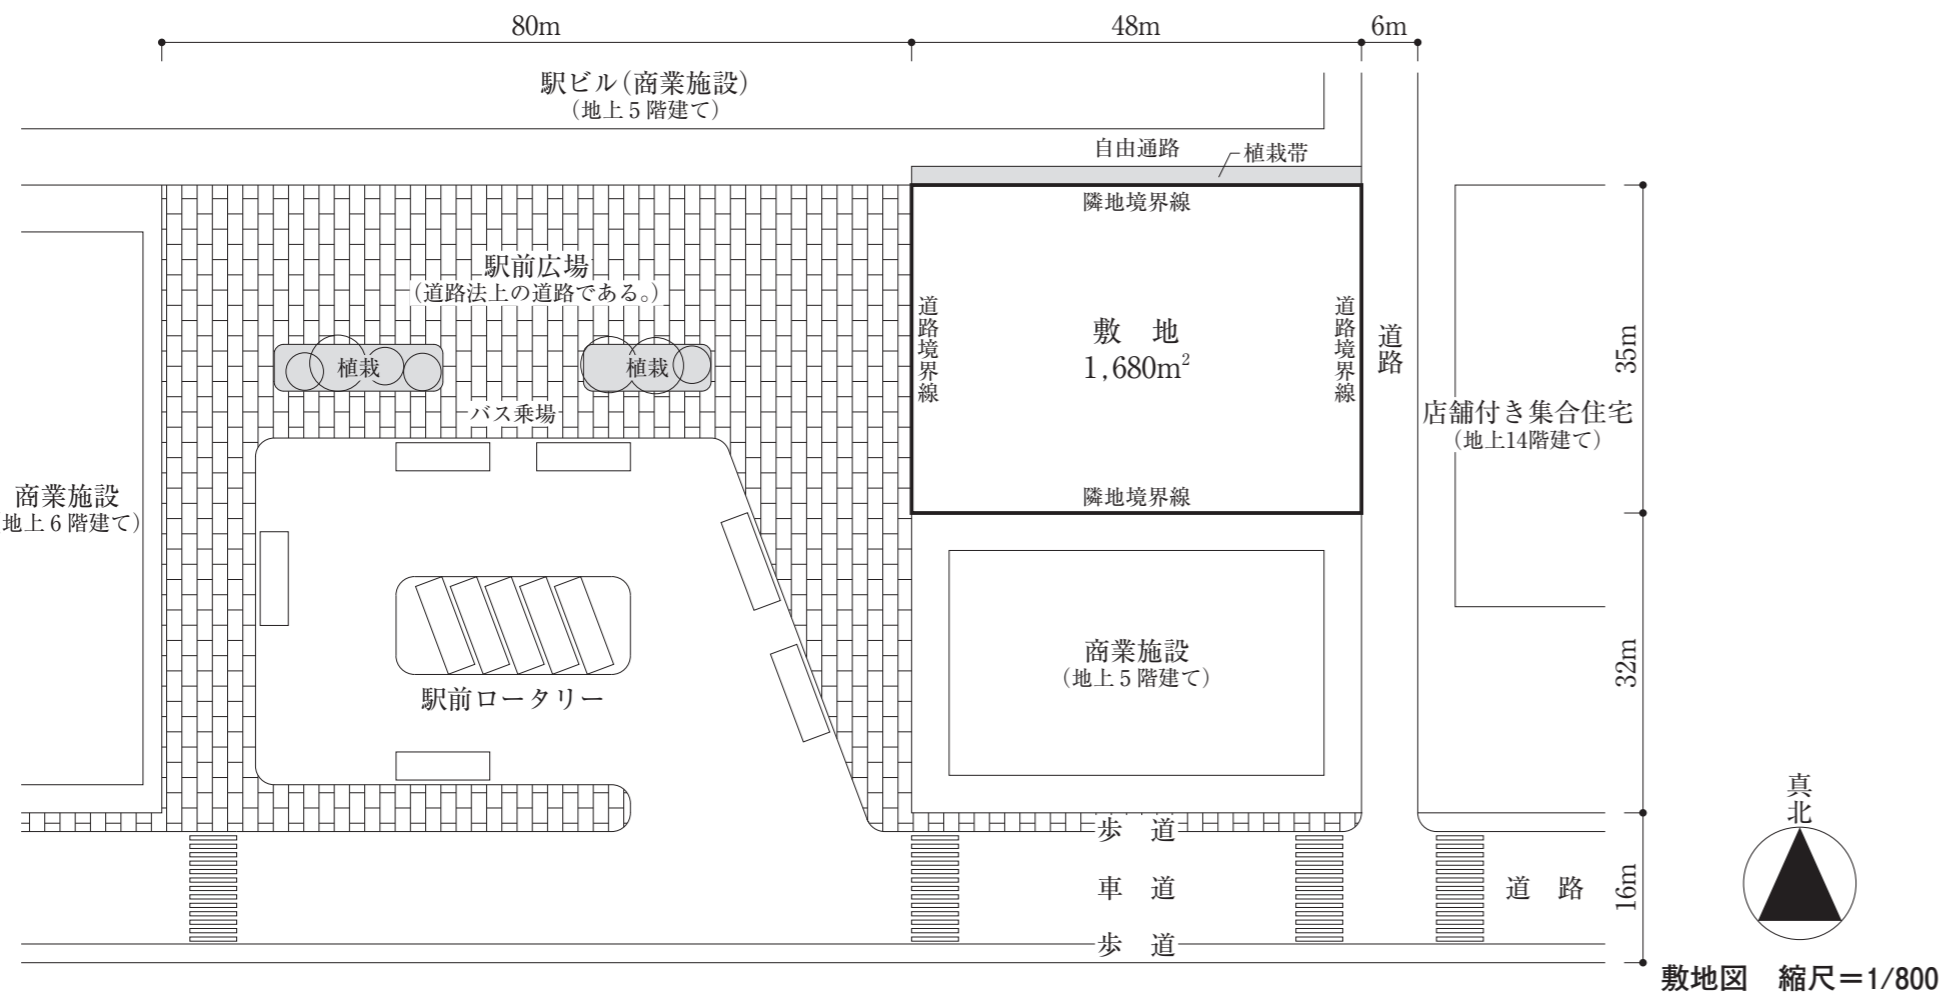 80m
48m
6m
駅ビル(商業施設)
(地上5階建て)
自由通路
植栽帯
隣地境界線
駅前広場
(道路法上の道路である。)
道路境界線
敷 地
1,680m²
道路境界線
道路
35m
植栽
植栽
バス乗場
店舗付き集合住宅
(地上14階建て)
商業施設
地上6階建て)
隣地境界線
商業施設
(地上5階建て)
32m
駅前ロータリー
真北
歩 道
車 道
道 路
16m
歩 道
敷地図 縮尺=1/800